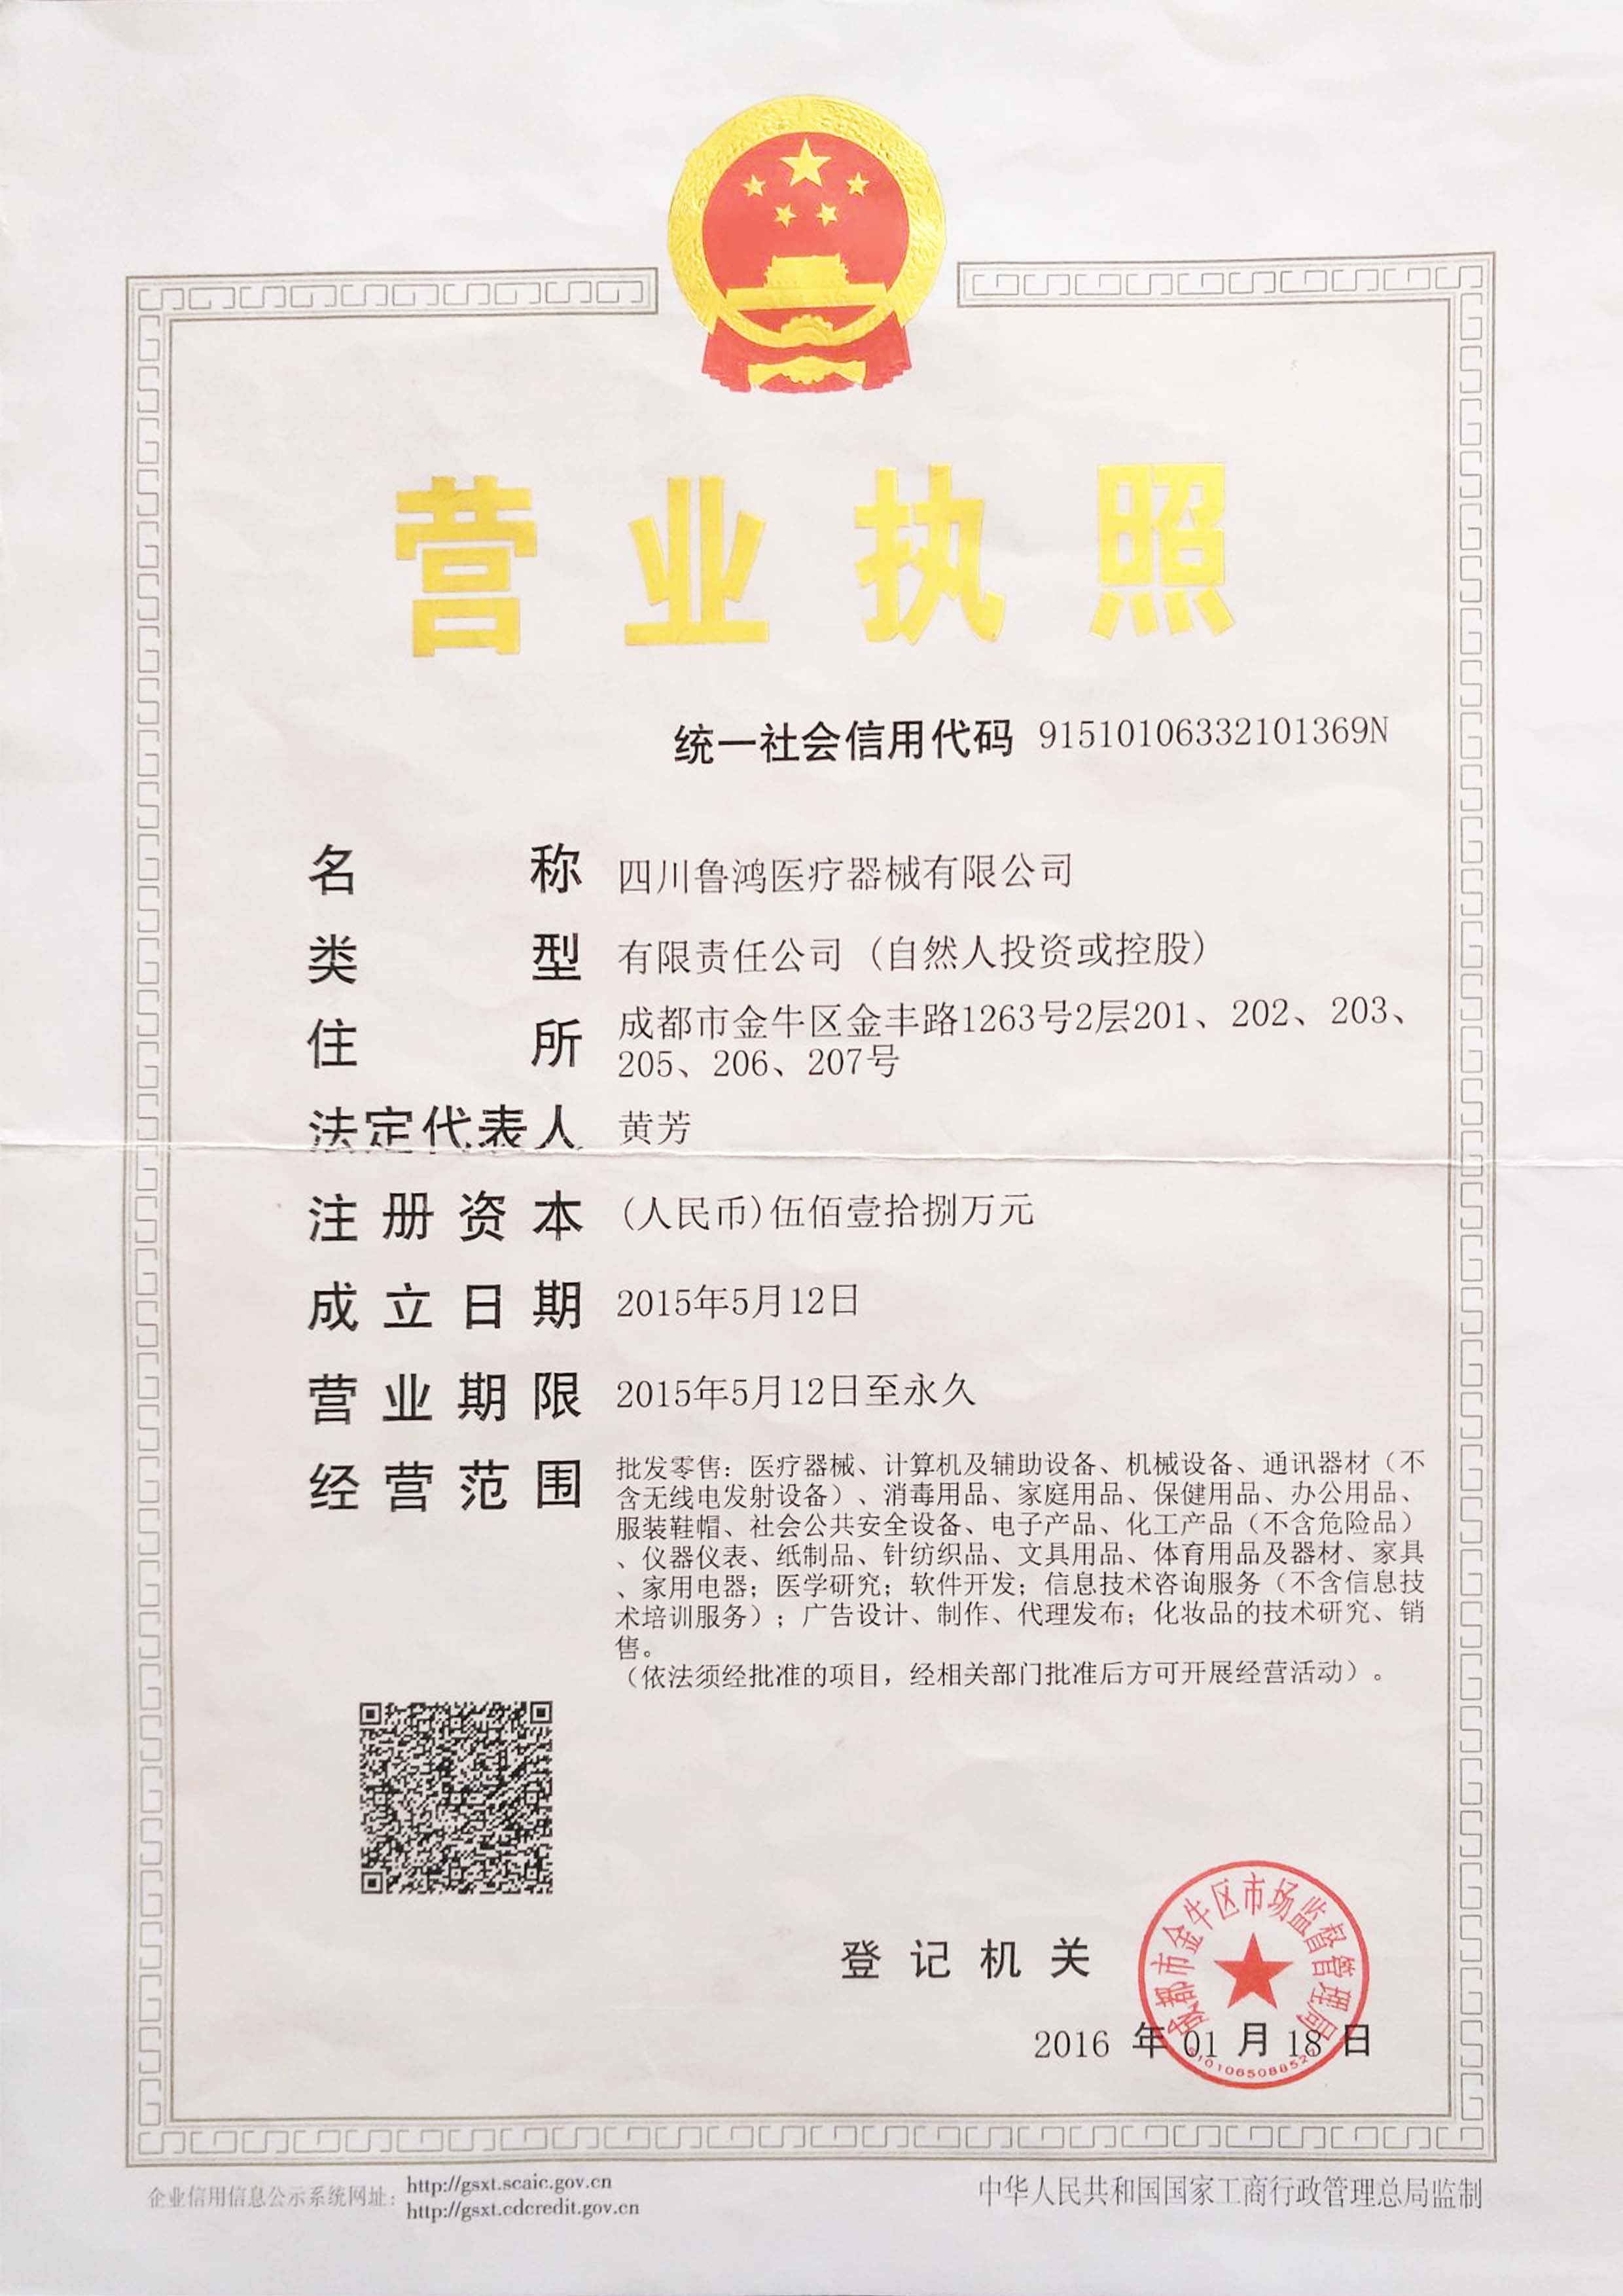 营业执照
统一社会信用代码 91510106332101369N
名称 四川鲁鸿医疗器械有限公司
类型 有限责任公司（自然人投资或控股）
住所 成都市金牛区金丰路1263号2层201、202、203、
205、206、207号
法定代表人 黄芳
注册资本 (人民币)伍佰壹拾捌万元
成立日期 2015年5月12日
营业期限 2015年5月12日至永久
经营范围 批发零售：医疗器械、计算机及辅助设备、机械设备、通讯器材（不
含无线电发射设备）、消毒用品、家庭用品、保健用品、办公用品、
服装鞋帽、社会公共安全设备、电子产品、化工产品（不含危险品）
、仪器仪表、纸制品、针纺织品、文具用品、体育用品及器材、家具
、家用电器；医学研究；软件开发；信息技术咨询服务（不含信息技
术培训服务）；广告设计、制作、代理发布；化妆品的技术研究、销
售。
（依法须经批准的项目，经相关部门批准后方可开展经营活动）。
登记机关
成都市金牛区市场监督管理局
2016 年 01 月 18 日
企业信用信息公示系统网址：
http://gsxt.scaic.gov.cn
http://gsxt.cdcredit.gov.cn
中华人民共和国国家工商行政管理总局监制